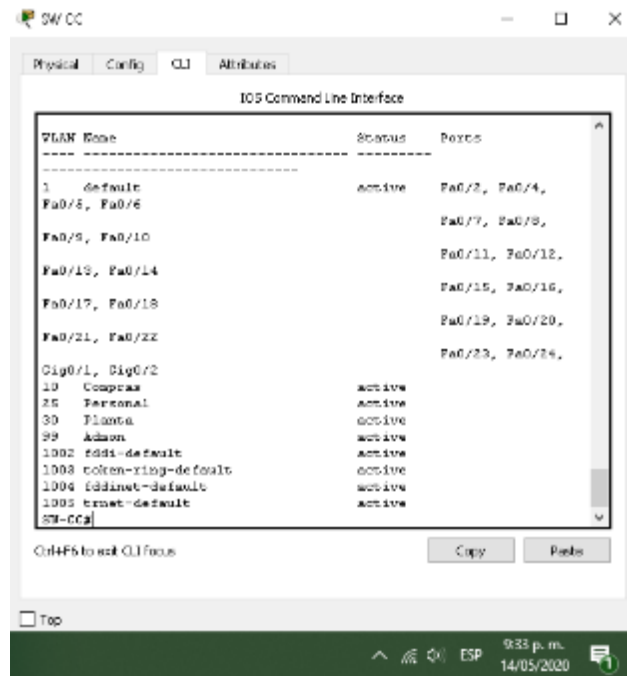 SW CC
Physical Config CLI Attributes
IOS Command Line Interface
VLAN Name Status Ports
---- -------------------------------- ---------
-------------------------------
1 default active Fa0/2, Fa0/4,
Fa0/5, Fa0/6
Fa0/7, Fa0/8,
Fa0/9, Fa0/10
Fa0/11, Fa0/12,
Fa0/13, Fa0/14
Fa0/15, Fa0/16,
Fa0/17, Fa0/18
Fa0/19, Fa0/20,
Fa0/21, Fa0/22
Fa0/23, Fa0/24,
Gig0/1, Gig0/2
10 Compras active
25 Personal active
30 Planta active
99 Admon active
1002 fddi-default active
1003 token-ring-default active
1004 fddinet-default active
1005 trnet-default active
SW-CC#
Ctrl+F6 to exit CLI focus
Copy Paste
Top
ESP
9:33 p. m.
14/05/2020
1